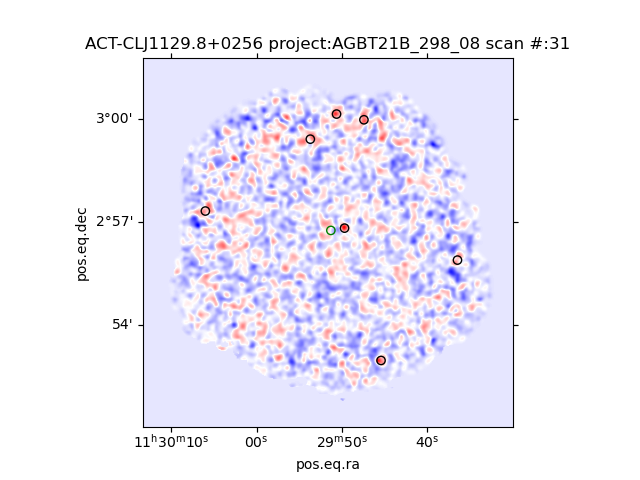 ACT-CLJ1129.8+0256 project:AGBT21B_298_08 scan #:31
3°00'
2°57'
54'
pos.eq.dec
11ʰ30ᵐ10ˢ 00ˢ 29ᵐ50ˢ 40ˢ
pos.eq.ra